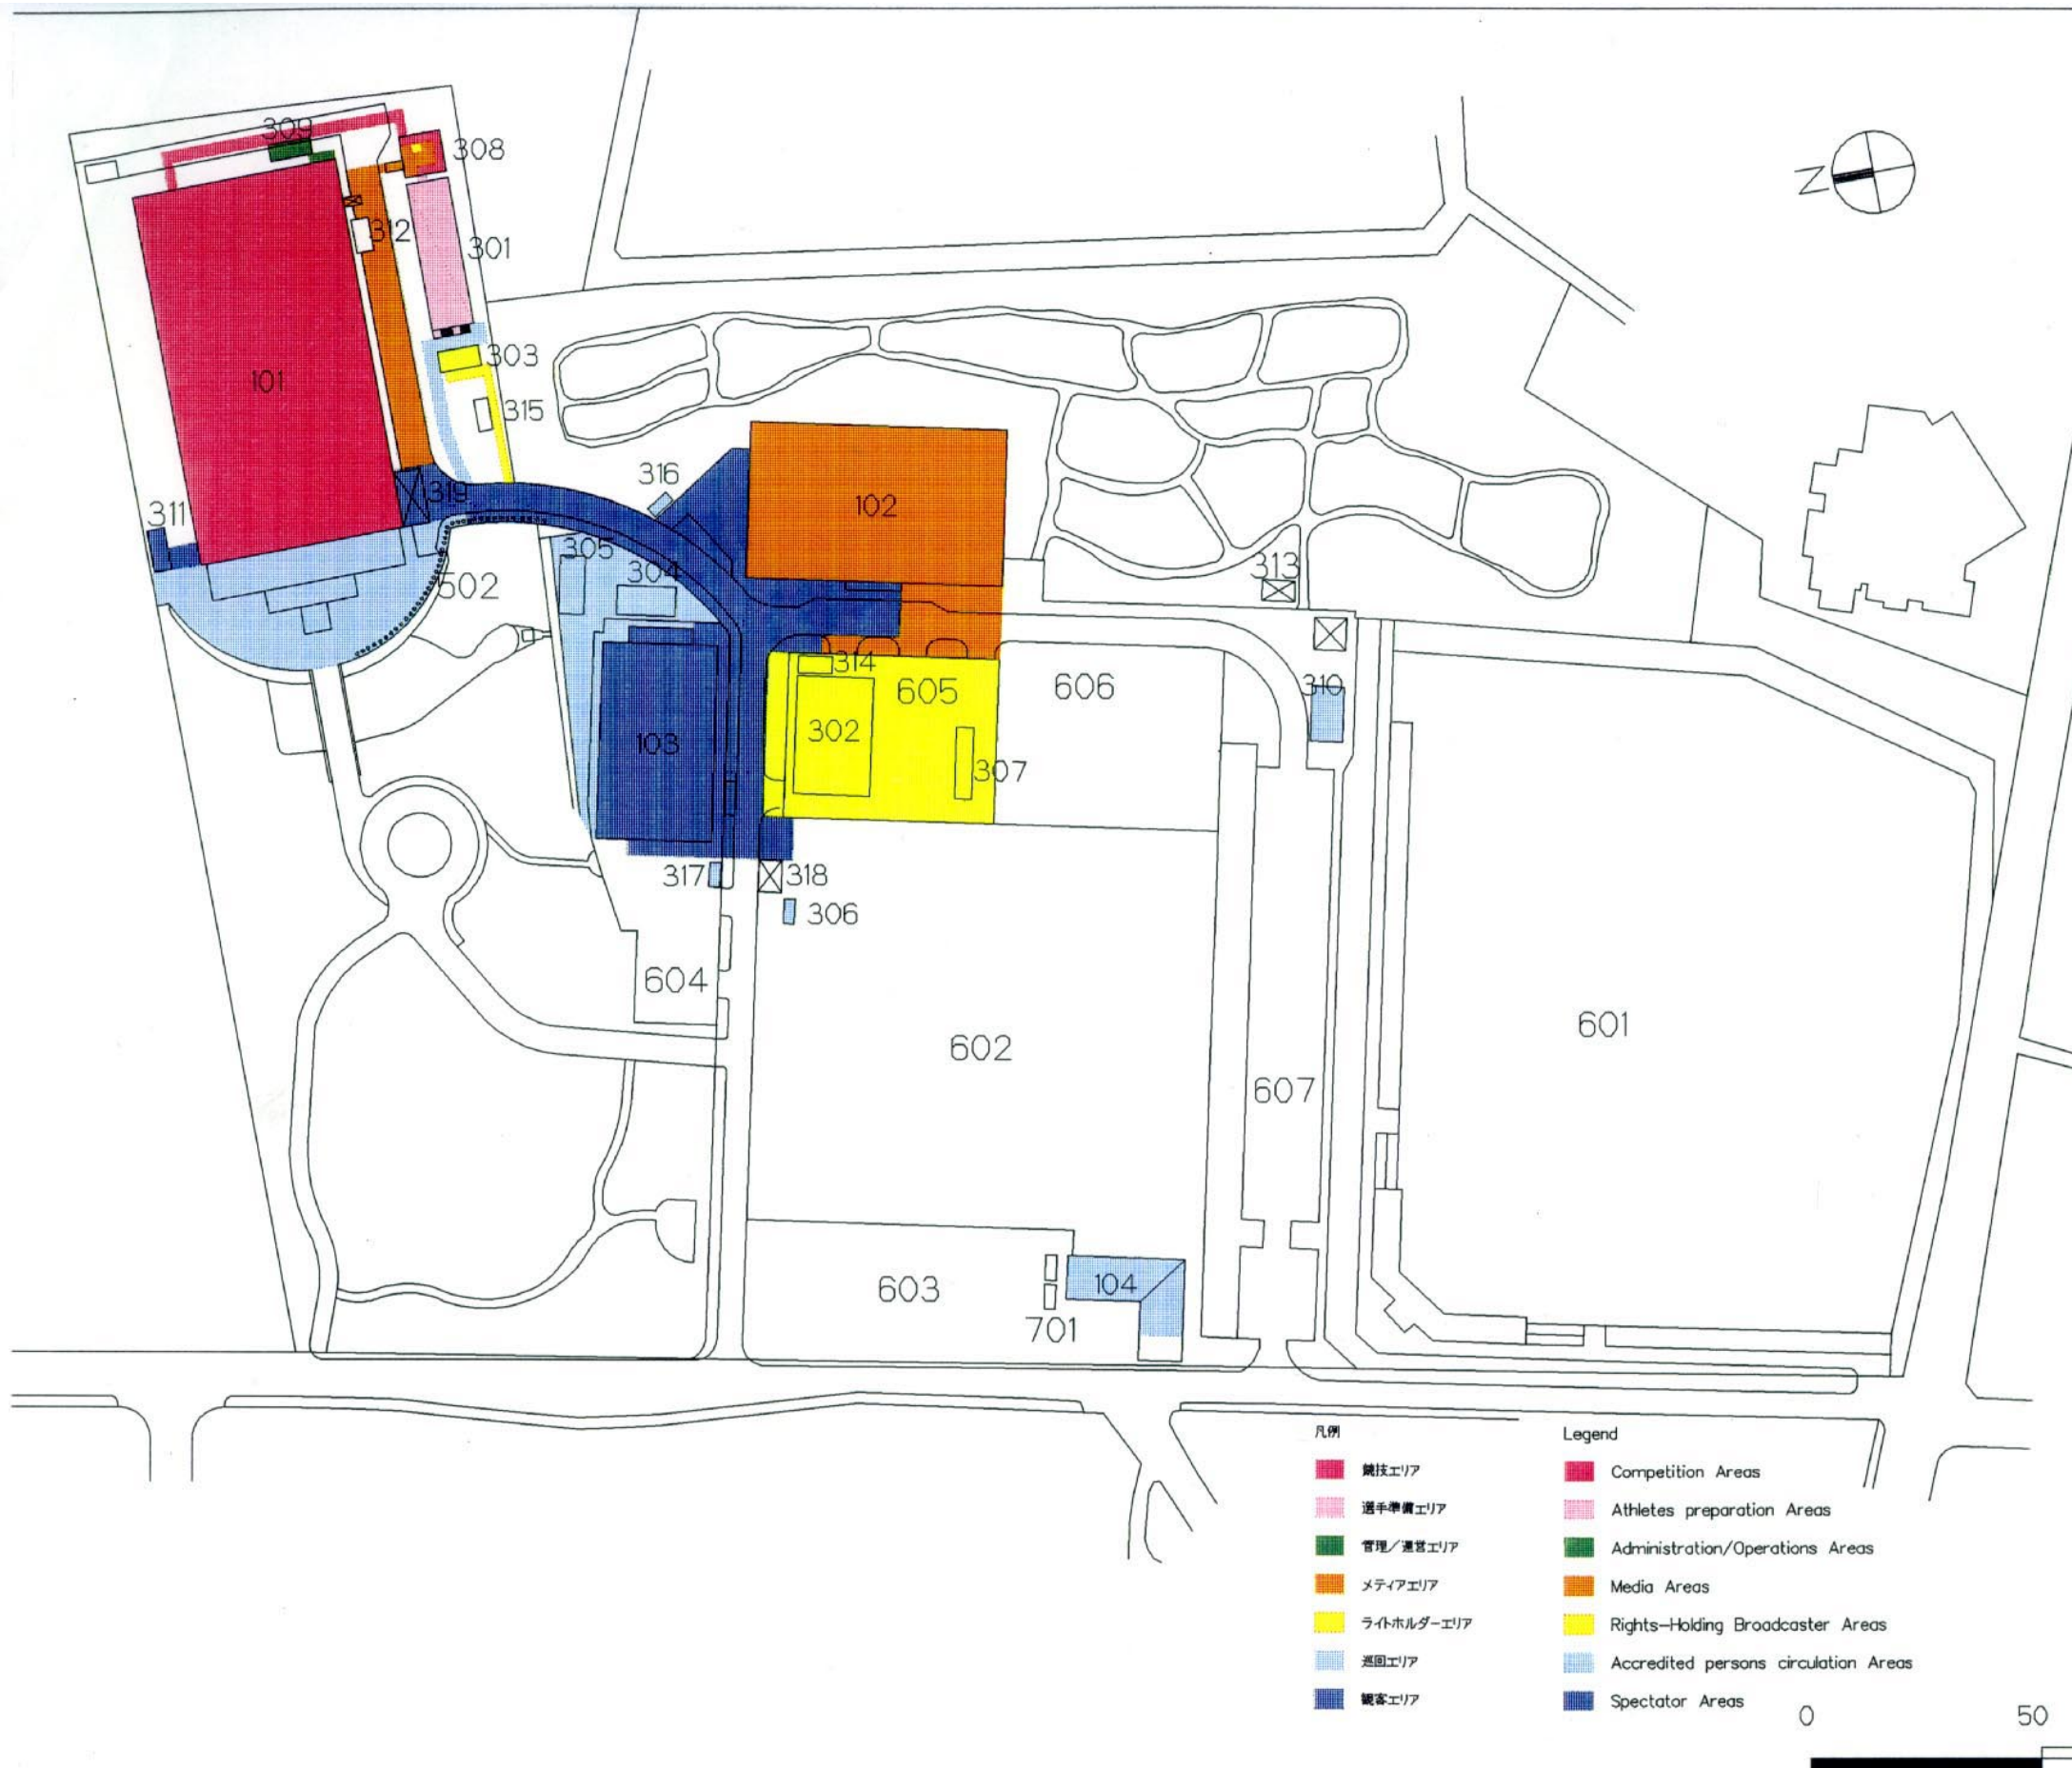 309
308
312
301
N
303
101
315
316
319
102
311
305
304
502
313
314
605
606
310
302
103
307
317
318
306
604
601
602
607
603
104
701
凡例
Legend
競技エリア
Competition Areas
選手準備エリア
Athletes preparation Areas
管理／運営エリア
Administration/Operations Areas
メディアエリア
Media Areas
ライトホルダーエリア
Rights-Holding Broadcaster Areas
巡回エリア
Accredited persons circulation Areas
観客エリア
Spectator Areas
0
50